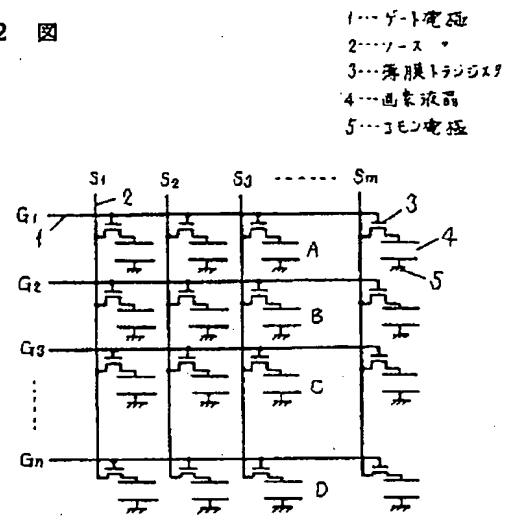 2 図
1…ゲート電極
2…ソース 〃
3…薄膜トランジスタ
4…画素液晶
5…コモン電極
S1 S2 S3 ------ Sm
2
3
G1
1
4
A
5
G2
B
G3
C
Gn
D